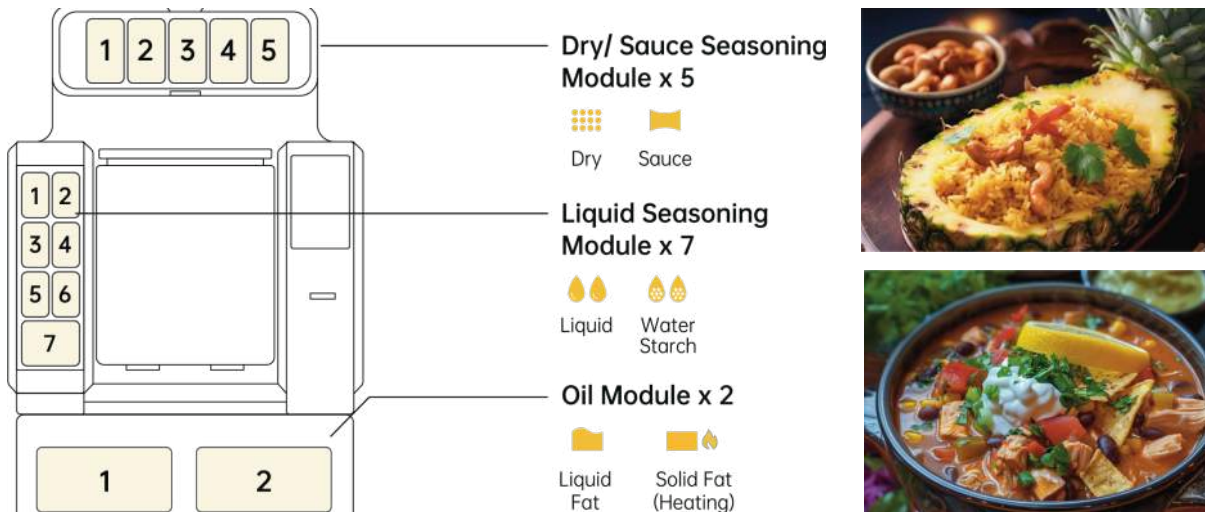 1 2 3 4 5
Dry/ Sauce Seasoning
Module x 5
Dry Sauce
1 2
3 4
5 6
7
Liquid Seasoning
Module x 7
Liquid Water
Starch
Oil Module x 2
1 2
Liquid
Fat
Solid Fat
(Heating)